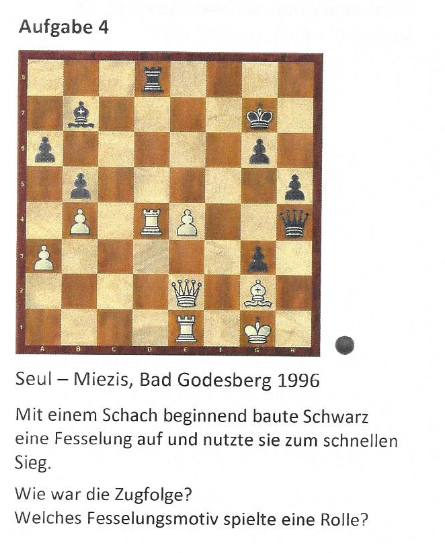 Aufgabe 4
8
7
6
5
4
3
2
1
A B C D E F G H
Seul – Miezis, Bad Godesberg 1996
Mit einem Schach beginnend baute Schwarz
eine Fesselung auf und nutzte sie zum schnellen
Sieg.
Wie war die Zugfolge?
Welches Fesselungsmotiv spielte eine Rolle?